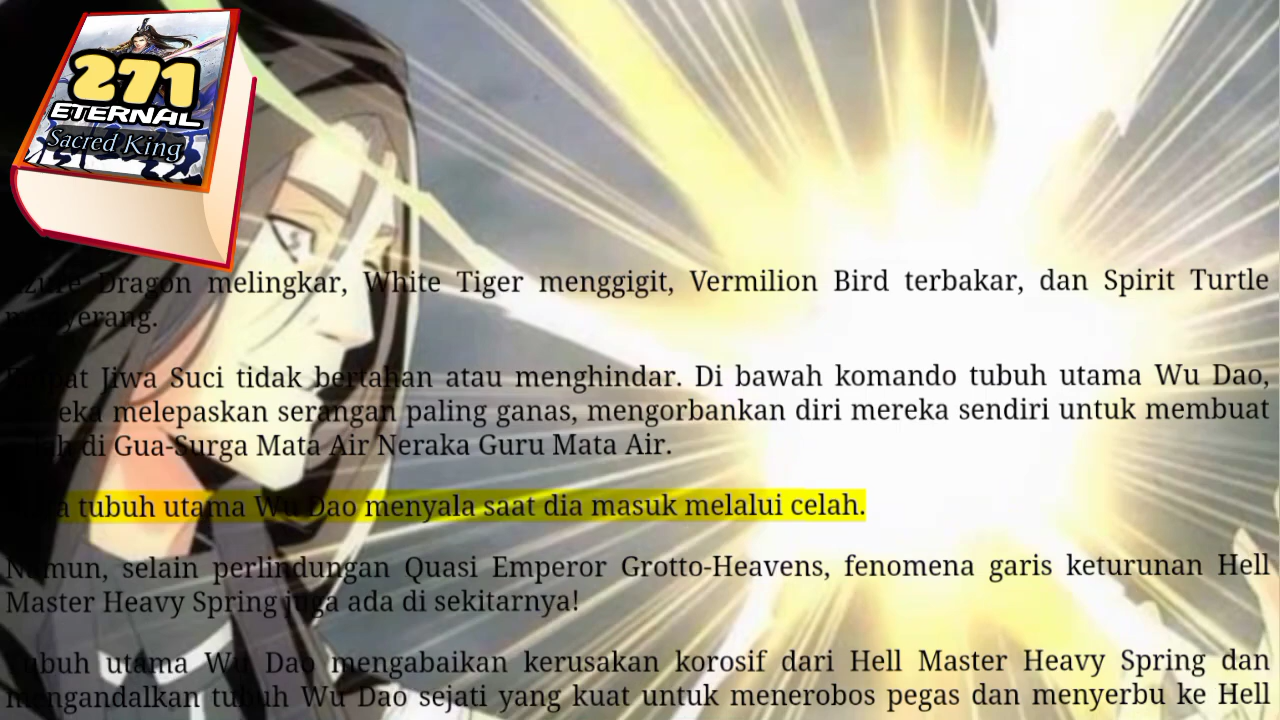 271
ETERNAL
Sacred King
Azure Dragon melingkar, White Tiger menggigit, Vermilion Bird terbakar, dan Spirit Turtle
menyerang.
Empat Jiwa Suci tidak bertahan atau menghindar. Di bawah komando tubuh utama Wu Dao,
mereka melepaskan serangan paling ganas, mengorbankan diri mereka sendiri untuk membuat
celah di Gua-Surga Mata Air Neraka Guru Mata Air.
tubuh utama Wu Dao menyala saat dia masuk melalui celah.
Namun, selain perlindungan Quasi Emperor Grotto-Heavens, fenomena garis keturunan Hell
Master Heavy Spring juga ada di sekitarnya!
Tubuh utama Wu Dao mengabaikan kerusakan korosif dari Hell Master Heavy Spring dan
mengandalkan tubuh Wu Dao sejati yang kuat untuk menerobos pegas dan menyerbu ke Hell